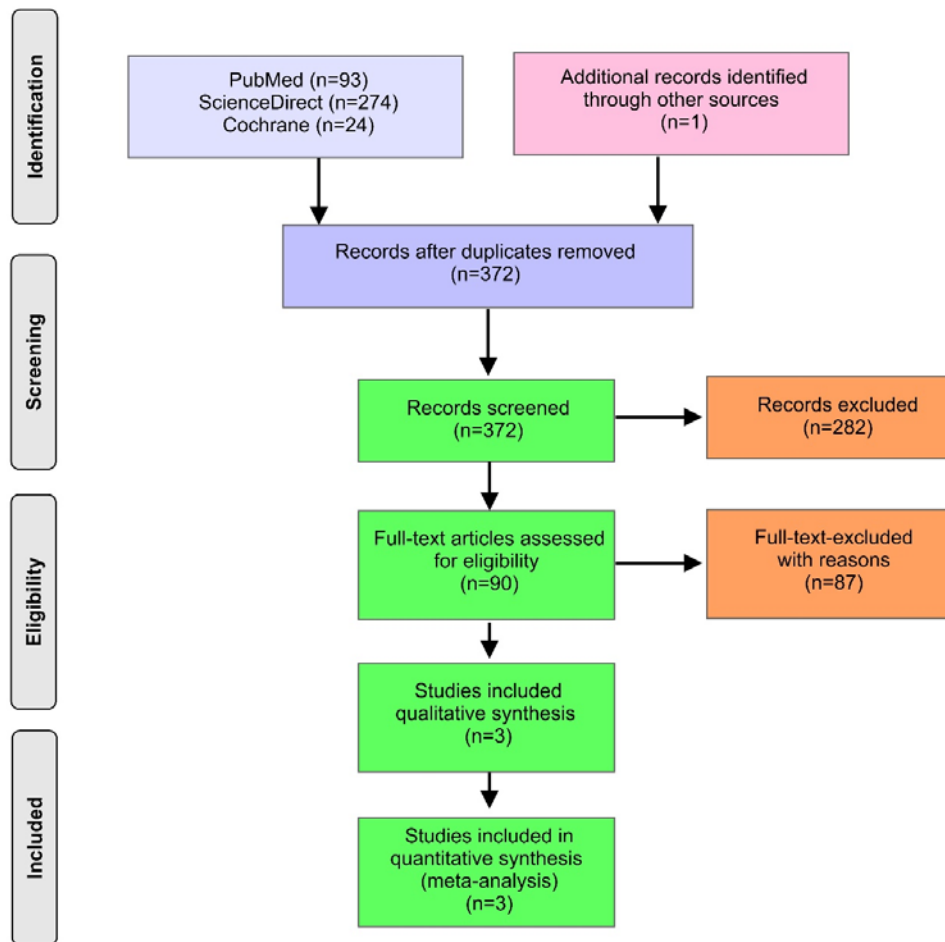 Identification
PubMed (n=93)
ScienceDirect (n=274)
Cochrane (n=24)
Additional records identified
through other sources
(n=1)
Records after duplicates removed
(n=372)
Screening
Records screened
(n=372)
Records excluded
(n=282)
Eligibility
Full-text articles assessed
for eligibility
(n=90)
Full-text-excluded
with reasons
(n=87)
Studies included
qualitative synthesis
(n=3)
Included
Studies included in
quantitative synthesis
(meta-analysis)
(n=3)